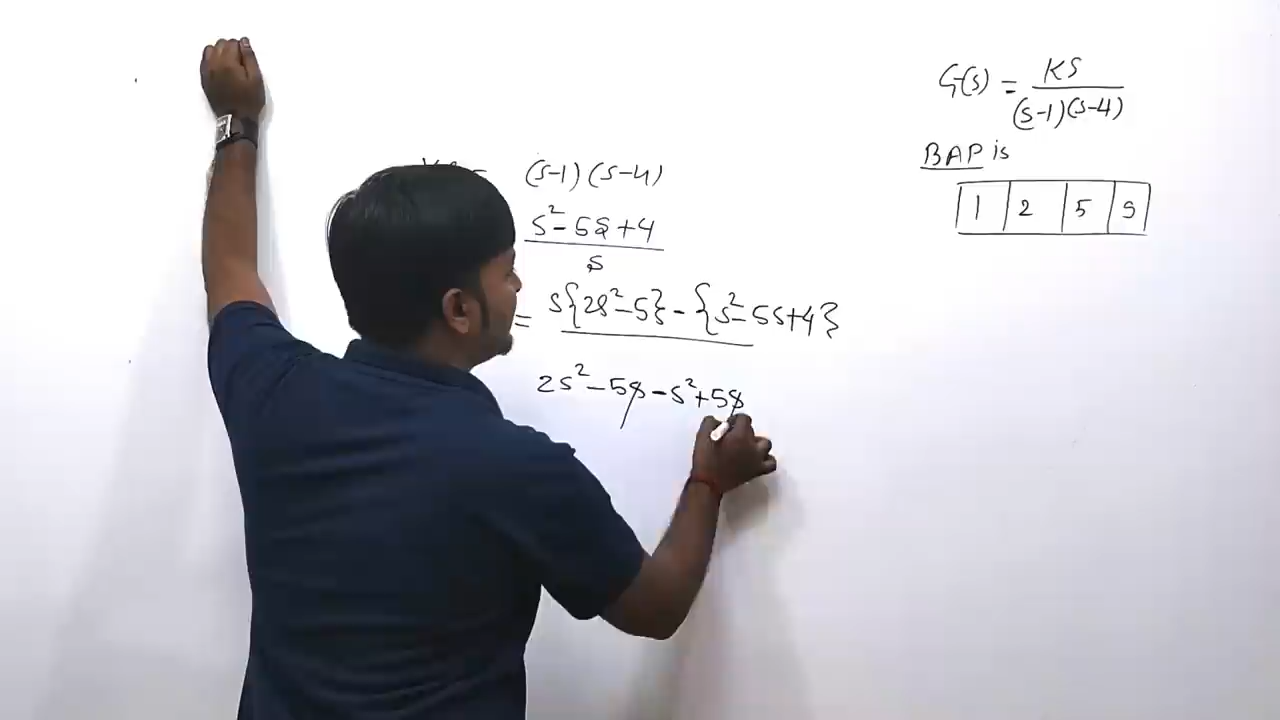 G(s) = KS / (s-1)(s-4)
BAP is
1 2 5 9
(s-1)(s-4)
s² - 5s + 4
s
= s{2s² - 5} - {s² - 5s + 4}
2s² - 5s - s² + 5s